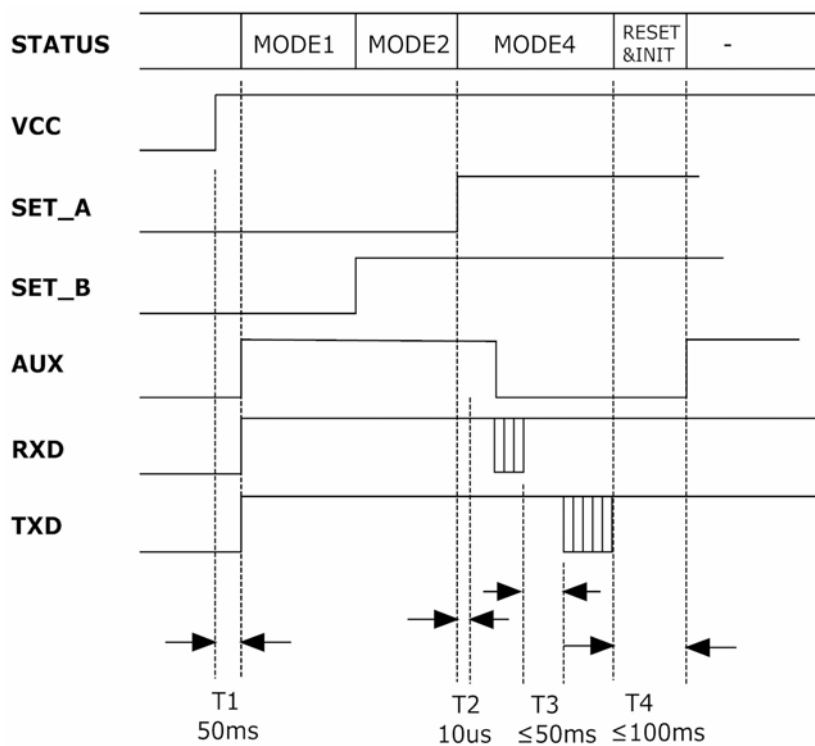 STATUS
MODE1
MODE2
MODE4
RESET
&INIT
-
VCC
SET_A
SET_B
AUX
RXD
TXD
T1
50ms
T2
10us
T3
≤50ms
T4
≤100ms